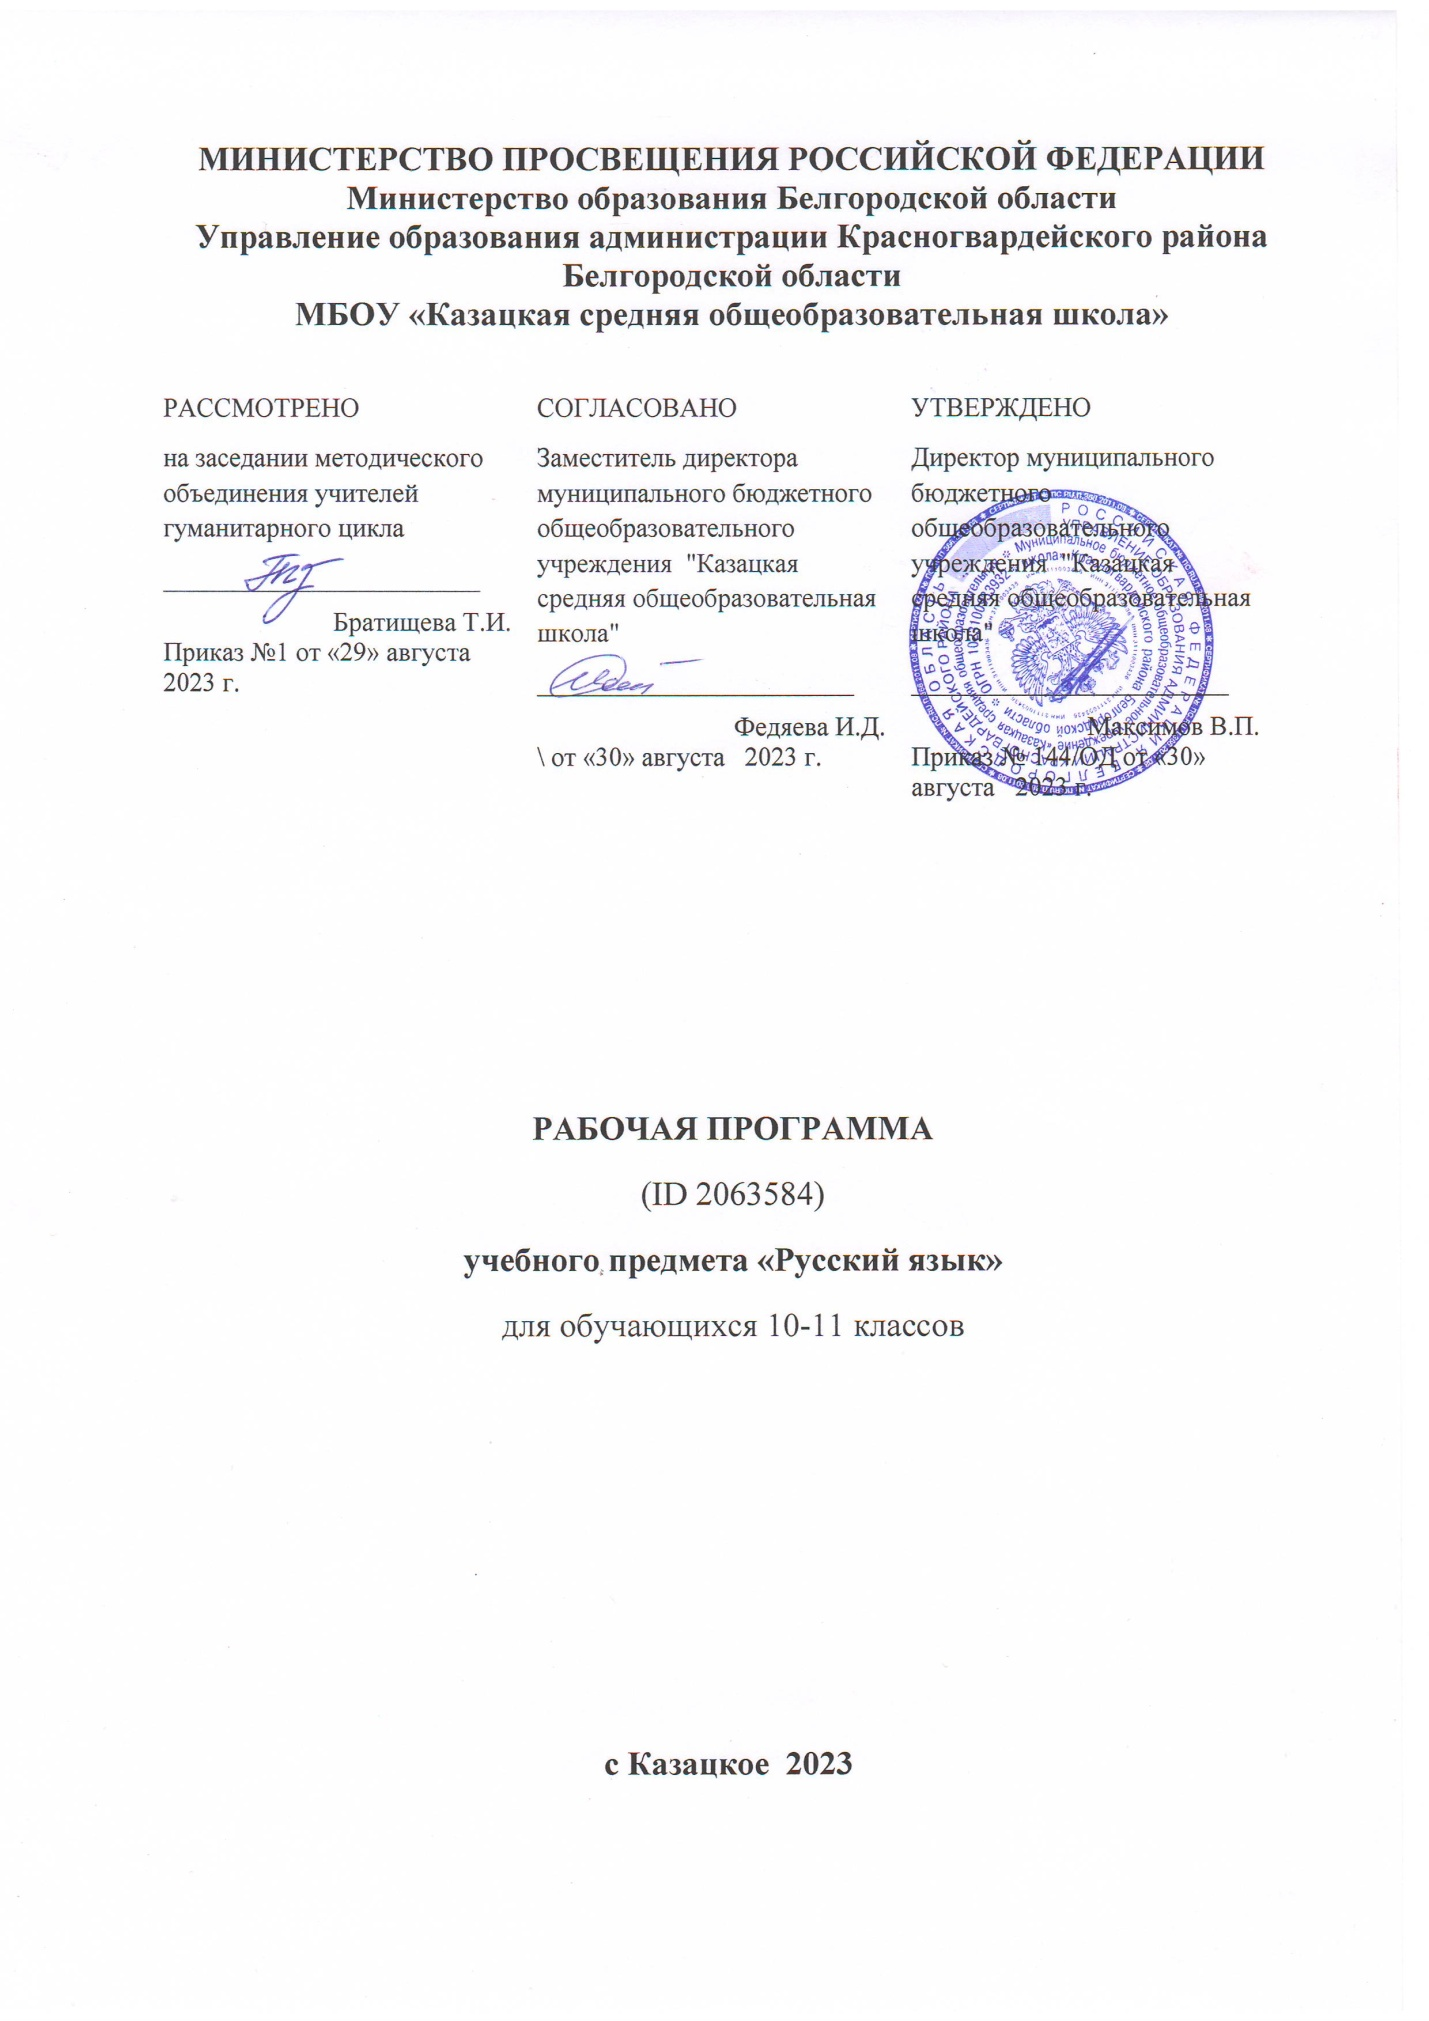 МИНИСТЕРСТВО ПРОСВЕЩЕНИЯ РОССИЙСКОЙ ФЕДЕРАЦИИ
Министерство образования Белгородской области
Управление образования администрации Красногвардейского района
Белгородской области
МБОУ «Казацкая средняя общеобразовательная школа»
РАССМОТРЕНО
на заседании методического
объединения учителей
гуманитарного цикла
Братищева Т.И.
Приказ №1 от «29» августа
2023 г.
СОГЛАСОВАНО
Заместитель директора
муниципального бюджетного
общеобразовательного
учреждения "Казацкая
средняя общеобразовательная
школа"
Федяева И.Д.
\ от «30» августа 2023 г.
УТВЕРЖДЕНО
Директор муниципального
бюджетного
общеобразовательного
учреждения "Казацкая
средняя общеобразовательная
школа"
Максимов В.П.
Приказ № 144/ОД от «30»
августа 2023 г.
РАБОЧАЯ ПРОГРАММА
(ID 2063584)
учебного предмета «Русский язык»
для обучающихся 10-11 классов
с Казацкое 2023